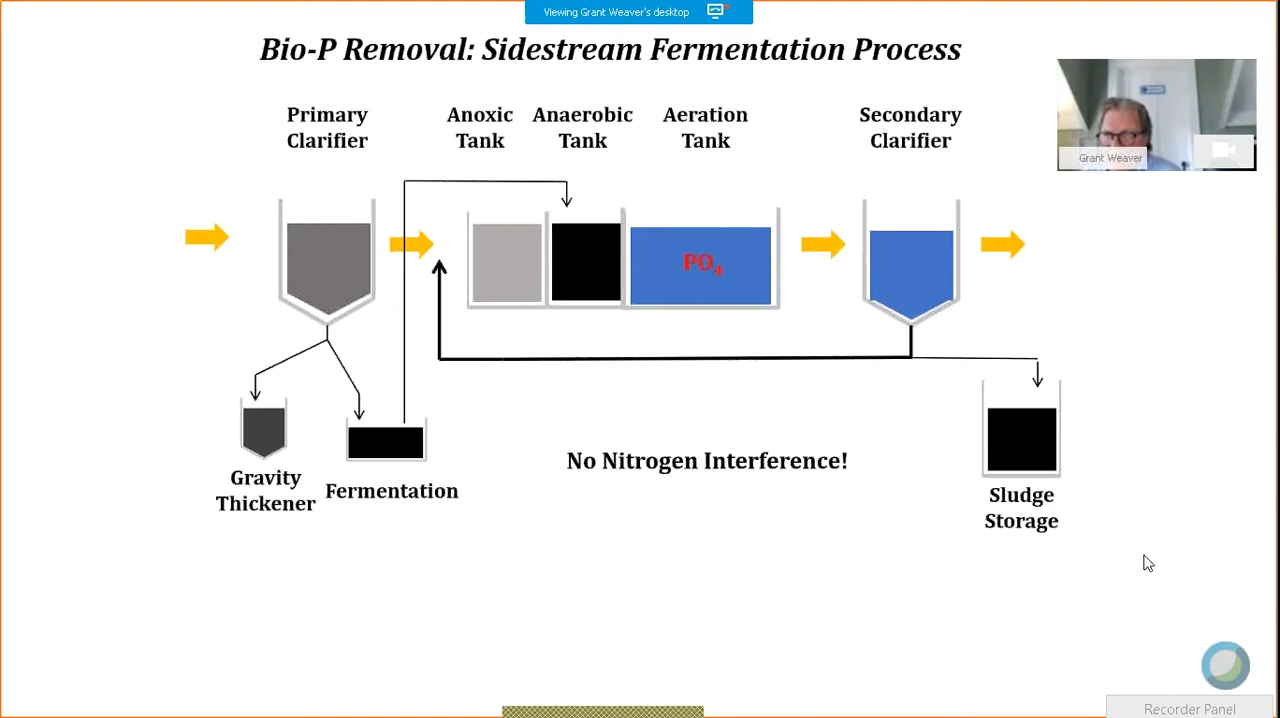 Viewing Grant Weaver's desktop
Bio-P Removal: Sidestream Fermentation Process
Primary
Clarifier
Anoxic
Tank
Anaerobic
Tank
Aeration
Tank
Secondary
Clarifier
Grant Weaver
PO₄
Gravity
Thickener
Fermentation
No Nitrogen Interference!
Sludge
Storage
Recorder Panel